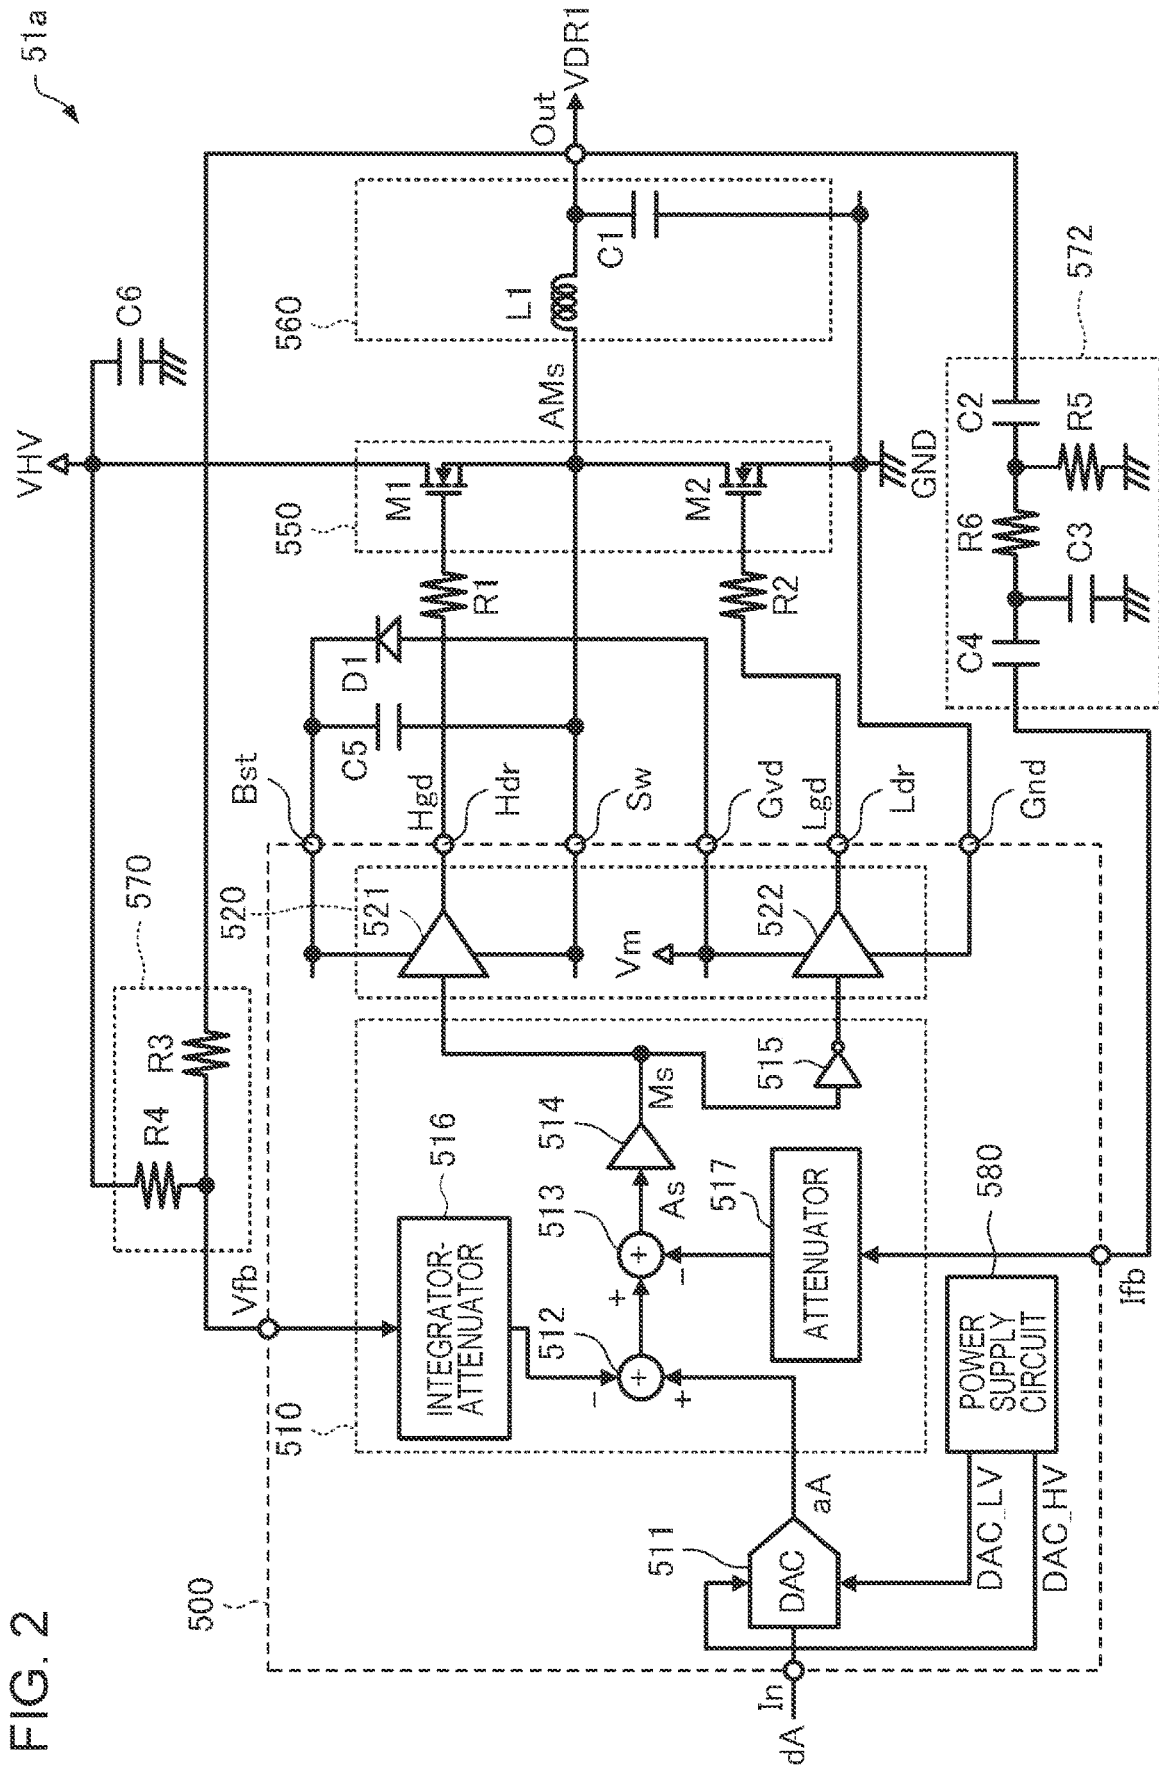 FIG. 2
51a
VHV
C6
570
R4
R3
Vfb
500
510
INTEGRATOR-
ATTENUATOR
516
512
513
514
As
Ms
517
ATTENUATOR
515
511
DAC
aA
In
dA
DAC_LV
DAC_HV
POWER
SUPPLY
CIRCUIT
580
Ifb
520
521
522
Vm
Bst
Hgd
Hdr
Sw
Gvd
Lgd
Ldr
Gnd
C5
D1
R1
R2
550
M1
M2
AMs
GND
560
L1
C1
Out
VDR1
572
C4
C3
R6
R5
C2
+
+
-
+
+
-